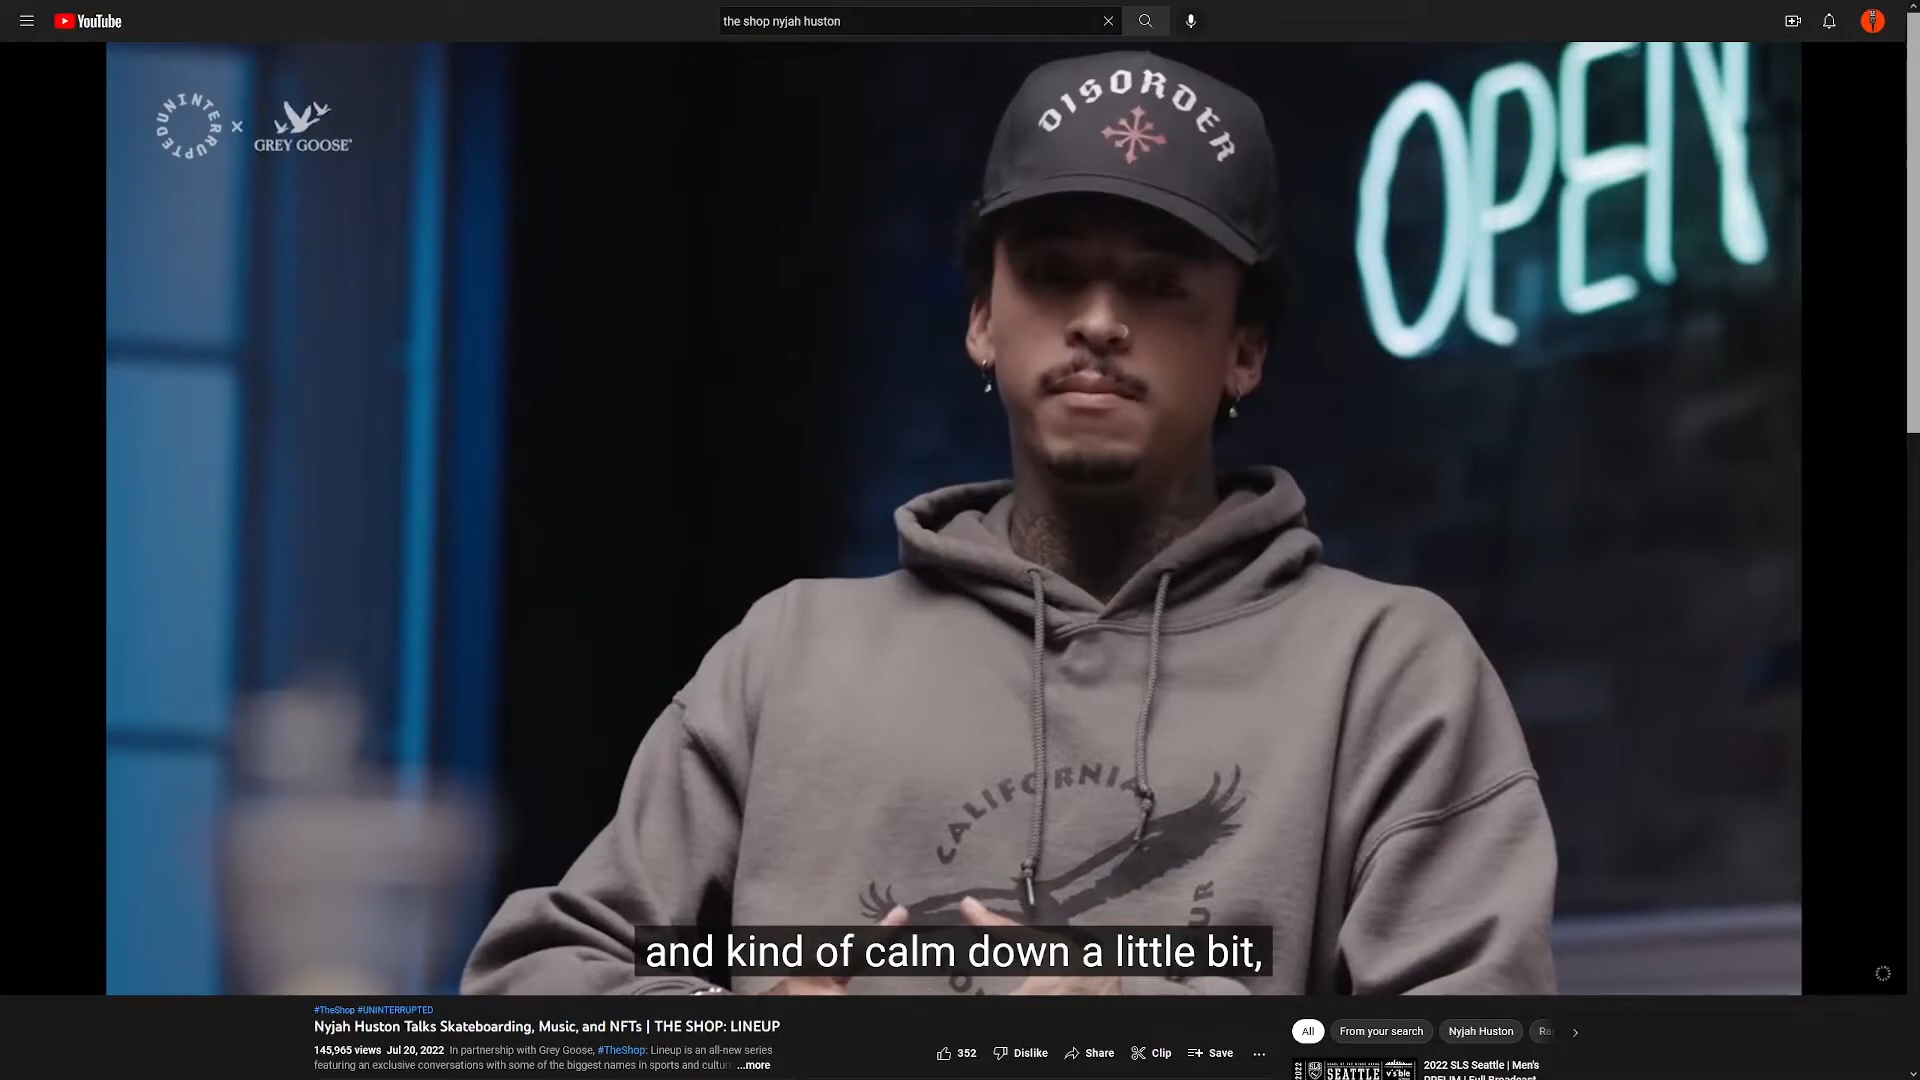 YouTube
the shop nyjah huston
UNINTERRUPTED
×
GREY GOOSE®
DISORDER
OPEN
CALIFORNIA
and kind of calm down a little bit,
#TheShop #UNINTERRUPTED
Nyjah Huston Talks Skateboarding, Music, and NFTs | THE SHOP: LINEUP
145,965 views Jul 20, 2022 In partnership with Grey Goose, #TheShop: Lineup is an all-new series
featuring an exclusive conversations with some of the biggest names in sports and cultur ...more
352
Dislike
Share
Clip
Save
All
From your search
Nyjah Huston
Ra
2022
SEATTLE
2022 SLS Seattle | Men's